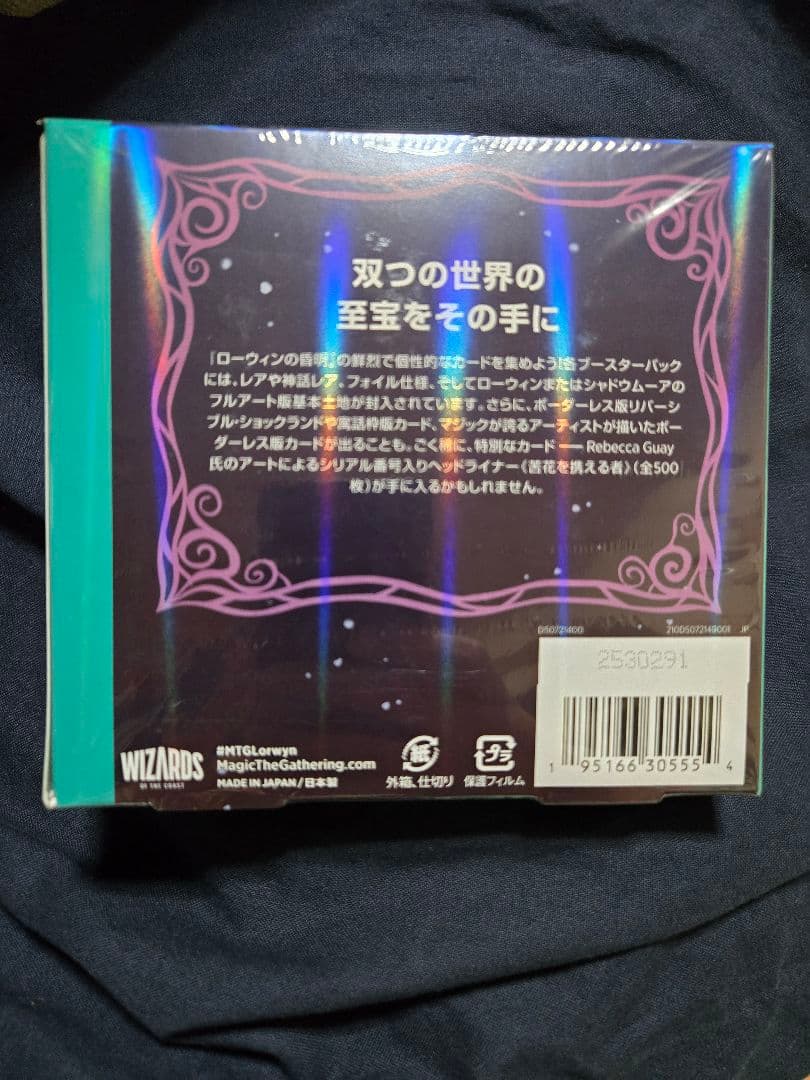 双つの世界の
至宝をその手に
『ローウィンの昏明』の鮮烈で個性的なカードを集めよう!各ブースターパック
には、レアや神話レア、フォイル仕様、そしてローウィンまたはシャドウムーアの
フルアート版基本土地が封入されています。さらに、ボーダーレス版リバーシ
ブル・ショックランドや寓話枠版カード、マジックが誇るアーティストが描いたボー
ダーレス版カードが出ることも。ごく稀に、特別なカード ── Rebecca Guay
氏のアートによるシリアル番号入りヘッドライナー《苦花を携える者》(全500
枚)が手に入るかもしれません。
D50721400 210D5072149001 JP
2530291
WIZARDS
OF THE COAST
#MTGLorwyn
MagicTheGathering.com
MADE IN JAPAN / 日本製
紙
外箱、仕切り
プラ
保護フィルム
1 95166 30555 4